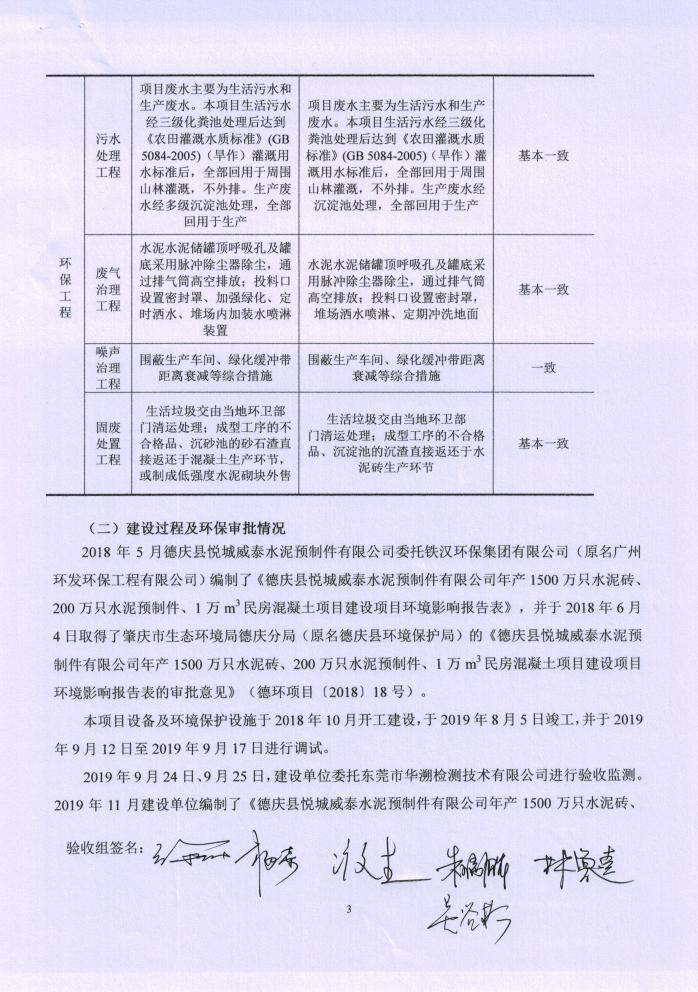 环保工程
污水
处理
工程
项目废水主要为生活污水和
生产废水。本项目生活污水
经三级化粪池处理后达到
《农田灌溉水质标准》(GB
5084-2005)（旱作）灌溉用
水标准后，全部回用于周围
山林灌溉，不外排。生产废
水经多级沉淀池处理，全部
回用于生产
项目废水主要为生活污水和生产
废水。本项目生活污水经三级化
粪池处理后达到《农田灌溉水质
标准》(GB 5084-2005)（旱作）灌
溉用水标准后，全部回用于周围
山林灌溉，不外排。生产废水经
沉淀池处理，全部回用于生产
基本一致
废气
治理
工程
水泥水泥储罐顶呼吸孔及罐
底采用脉冲除尘器除尘，通
过排气筒高空排放；投料口
设置密封罩、加强绿化、定
时洒水、堆场内加装水喷淋
装置
水泥水泥储罐顶呼吸孔及罐底采
用脉冲除尘器除尘，通过排气筒
高空排放；投料口设置密封罩，
堆场洒水喷淋、定期冲洗地面
基本一致
噪声
治理
工程
围蔽生产车间、绿化缓冲带
距离衰减等综合措施
围蔽生产车间、绿化缓冲带距离
衰减等综合措施
一致
固废
处置
工程
生活垃圾交由当地环卫部
门清运处理；成型工序的不
合格品、沉砂池的砂石渣直
接返还于混凝土生产环节，
或制成低强度水泥砌块外售
生活垃圾交由当地环卫部
门清运处理；成型工序的不合格
品、沉淀池的沉渣直接返还于水
泥砖生产环节
基本一致
（二）建设过程及环保审批情况
2018 年 5 月德庆县悦城威泰水泥预制件有限公司委托铁汉环保集团有限公司（原名广州
环发环保工程有限公司）编制了《德庆县悦城威泰水泥预制件有限公司年产 1500 万只水泥砖、
200 万只水泥预制件、1 万 m³ 民房混凝土项目建设项目环境影响报告表》，并于 2018 年 6 月
4 日取得了肇庆市生态环境局德庆分局（原名德庆县环境保护局）的《德庆县悦城威泰水泥预
制件有限公司年产 1500 万只水泥砖、200 万只水泥预制件、1 万 m³ 民房混凝土项目建设项目
环境影响报告表的审批意见》（德环项目〔2018〕18 号）。
本项目设备及环境保护设施于 2018 年 10 月开工建设，于 2019 年 8 月 5 日竣工，并于 2019
年 9 月 12 日至 2019 年 9 月 17 日进行调试。
2019 年 9 月 24 日、9 月 25 日，建设单位委托东莞市华溯检测技术有限公司进行验收监测。
2019 年 11 月建设单位编制了《德庆县悦城威泰水泥预制件有限公司年产 1500 万只水泥砖、
验收组签名：
3